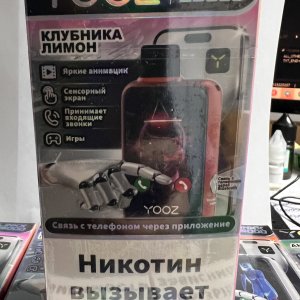 YOOZ
КЛУБНИКА
ЛИМОН
Яркие анимации
Сенсорный
экран
Принимает
входящие
звонки
Игры
YOOZ
Связь с телефоном через приложение
Никотин
вызывает